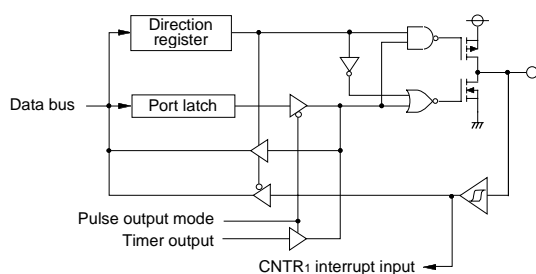 Direction
register
Data bus
Port latch
Pulse output mode
Timer output
CNTR1 interrupt input